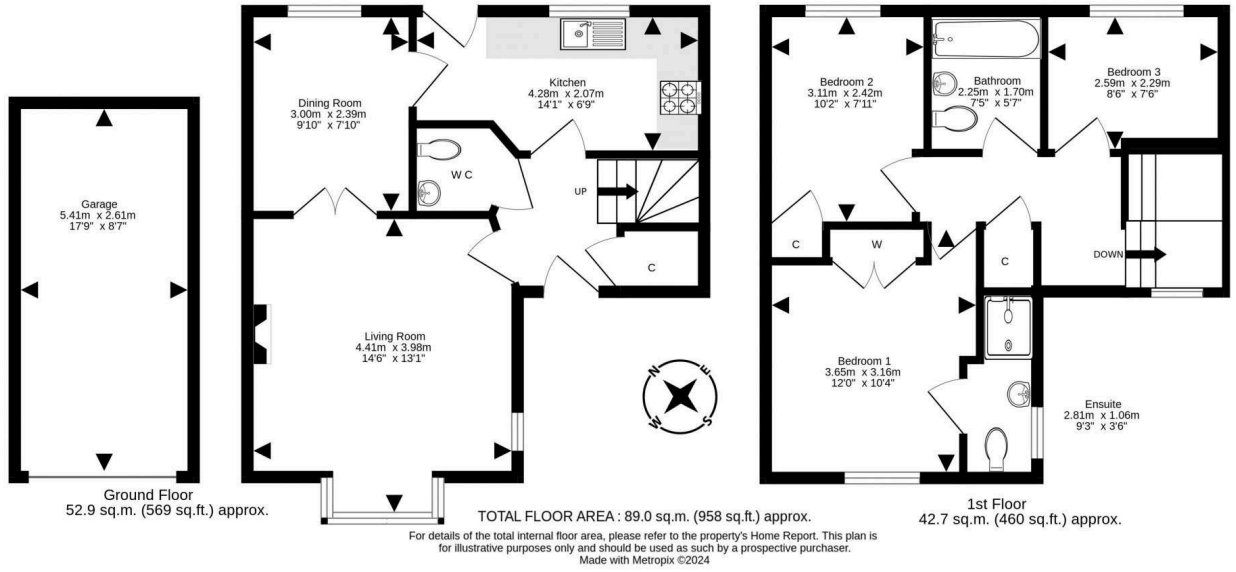 Garage
5.41m x 2.61m
17'9" x 8'7"
Ground Floor
52.9 sq.m. (569 sq.ft.) approx.
Dining Room
3.00m x 2.39m
9'10" x 7'10"
Kitchen
4.28m x 2.07m
14'1" x 6'9"
W C
UP
C
Living Room
4.41m x 3.98m
14'6" x 13'1"
N
E
S
W
Bedroom 2
3.11m x 2.42m
10'2" x 7'11"
Bathroom
2.25m x 1.70m
7'5" x 5'7"
Bedroom 3
2.59m x 2.29m
8'6" x 7'6"
C
W
C
DOWN
Bedroom 1
3.65m x 3.16m
12'0" x 10'4"
Ensuite
2.81m x 1.06m
9'3" x 3'6"
1st Floor
42.7 sq.m. (460 sq.ft.) approx.
TOTAL FLOOR AREA : 89.0 sq.m. (958 sq.ft.) approx.
For details of the total internal floor area, please refer to the property's Home Report. This plan is
for illustrative purposes only and should be used as such by a prospective purchaser.
Made with Metropix ©2024